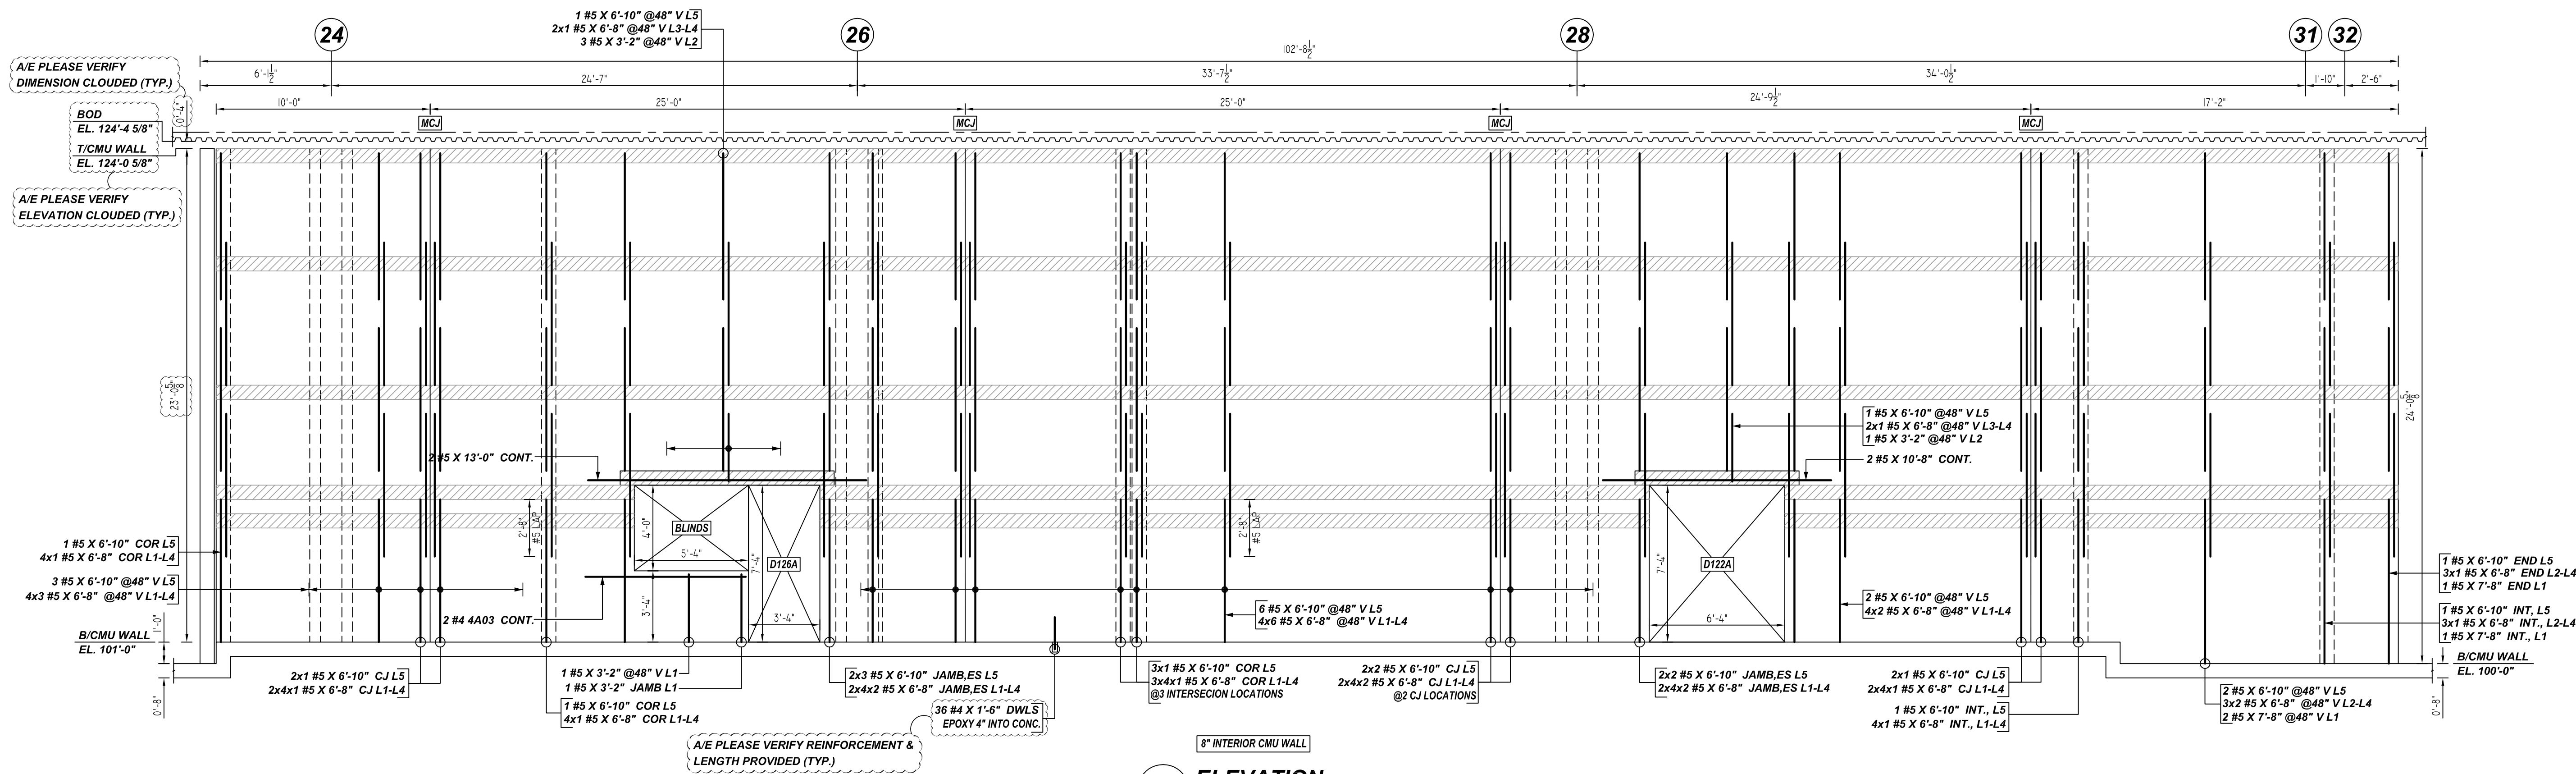 1 #5 X 6'-10" @48" V L5
2x1 #5 X 6'-8" @48" V L3-L4
3 #5 X 3'-2" @48" V L2
24
26
28
31
32
102'-8 1/2"
6'-1 1/2"
24'-7"
33'-7 1/2"
34'-0 1/2"
1'-10"
2'-6"
10'-0"
25'-0"
25'-0"
24'-9 1/2"
17'-2"
MCJ
MCJ
MCJ
MCJ
A/E PLEASE VERIFY
DIMENSION CLOUDED (TYP.)
0'-4"
BOD
EL. 124'-4 5/8"
T/CMU WALL
EL. 124'-0 5/8"
A/E PLEASE VERIFY
ELEVATION CLOUDED (TYP.)
23'-0 5/8"
24'-0 5/8"
2 #5 X 13'-0" CONT.
1 #5 X 6'-10" @48" V L5
2x1 #5 X 6'-8" @48" V L3-L4
1 #5 X 3'-2" @48" V L2
2 #5 X 10'-8" CONT.
2'-8"
#5 LAP
4'-0"
BLINDS
5'-4"
7'-4"
D126A
3'-4"
3'-4"
2'-8"
#5 LAP
7'-4"
D122A
6'-4"
1 #5 X 6'-10" COR L5
4x1 #5 X 6'-8" COR L1-L4
3 #5 X 6'-10" @48" V L5
4x3 #5 X 6'-8" @48" V L1-L4
2 #4 4A03 CONT.
6 #5 X 6'-10" @48" V L5
4x6 #5 X 6'-8" @48" V L1-L4
2 #5 X 6'-10" @48" V L5
4x2 #5 X 6'-8" @48" V L1-L4
1 #5 X 6'-10" END L5
3x1 #5 X 6'-8" END L2-L4
1 #5 X 7'-8" END L1
1 #5 X 6'-10" INT, L5
3x1 #5 X 6'-8" INT., L2-L4
1 #5 X 7'-8" INT., L1
1'-0"
B/CMU WALL
EL. 101'-0"
0'-8"
B/CMU WALL
EL. 100'-0"
0'-8"
2x1 #5 X 6'-10" CJ L5
2x4x1 #5 X 6'-8" CJ L1-L4
1 #5 X 3'-2" @48" V L1
1 #5 X 3'-2" JAMB L1
1 #5 X 6'-10" COR L5
4x1 #5 X 6'-8" COR L1-L4
2x3 #5 X 6'-10" JAMB,ES L5
2x4x2 #5 X 6'-8" JAMB,ES L1-L4
36 #4 X 1'-6" DWLS
EPOXY 4" INTO CONC.
A/E PLEASE VERIFY REINFORCEMENT &
LENGTH PROVIDED (TYP.)
3x1 #5 X 6'-10" COR L5
3x4x1 #5 X 6'-8" COR L1-L4
@3 INTERSECION LOCATIONS
2x2 #5 X 6'-10" CJ L5
2x4x2 #5 X 6'-8" CJ L1-L4
@2 CJ LOCATIONS
2x2 #5 X 6'-10" JAMB,ES L5
2x4x2 #5 X 6'-8" JAMB,ES L1-L4
2x1 #5 X 6'-10" CJ L5
2x4x1 #5 X 6'-8" CJ L1-L4
1 #5 X 6'-10" INT., L5
4x1 #5 X 6'-8" INT., L1-L4
2 #5 X 6'-10" @48" V L5
3x2 #5 X 6'-8" @48" V L2-L4
2 #5 X 7'-8" @48" V L1
8" INTERIOR CMU WALL
ELEVATION